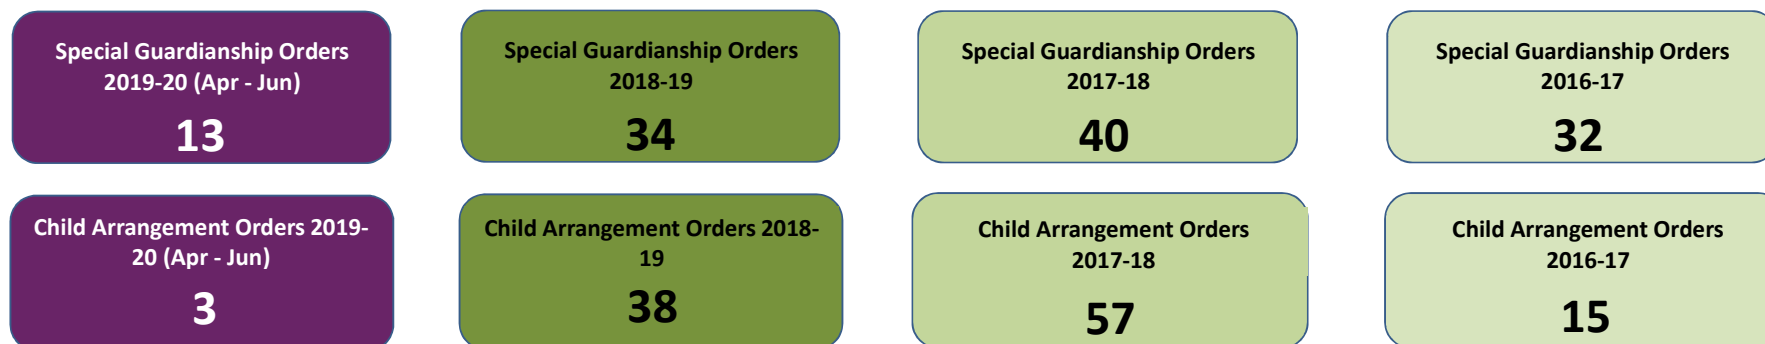 Special Guardianship Orders
2019-20 (Apr - Jun)
13
Special Guardianship Orders
2018-19
34
Special Guardianship Orders
2017-18
40
Special Guardianship Orders
2016-17
32
Child Arrangement Orders 2019-
20 (Apr - Jun)
3
Child Arrangement Orders 2018-
19
38
Child Arrangement Orders
2017-18
57
Child Arrangement Orders
2016-17
15